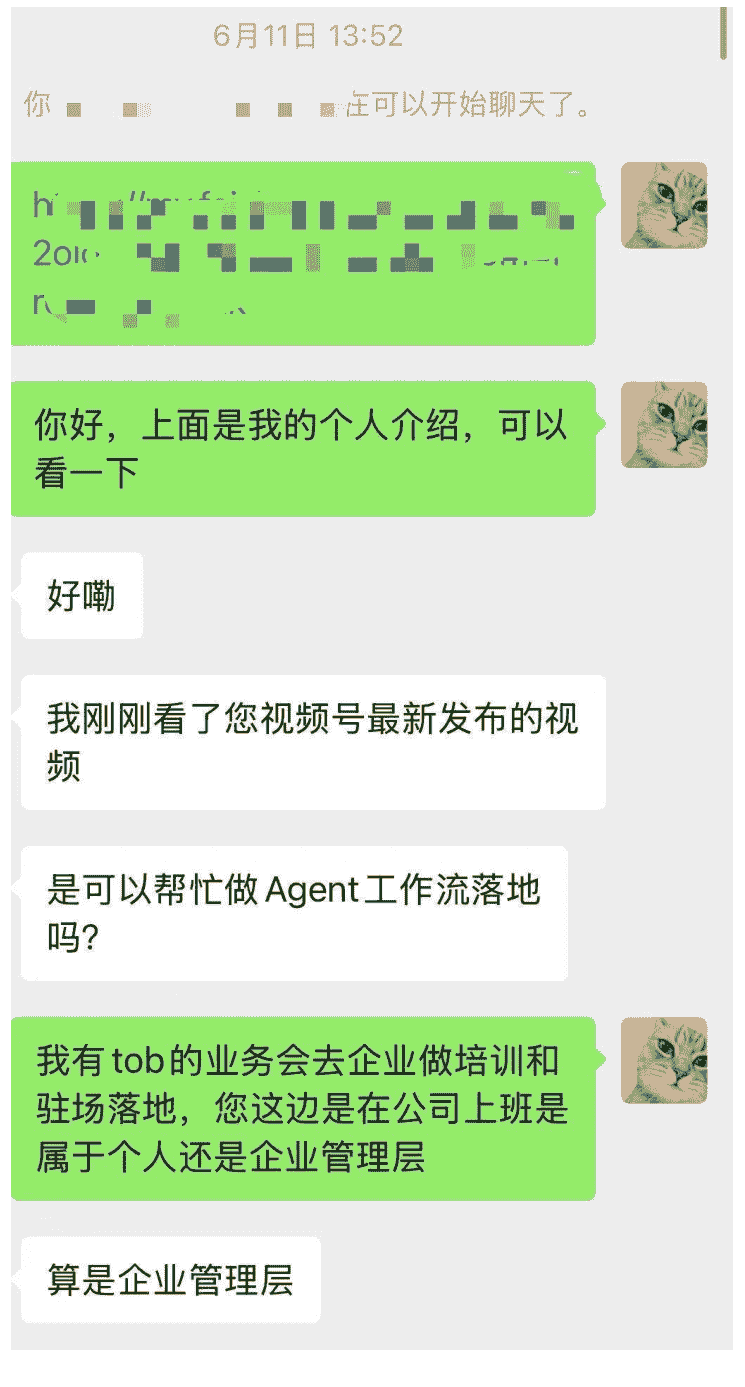 6月11日 13:52
你
可以开始聊天了。
你好，上面是我的个人介绍，可以
看一下
好嘞
我刚刚看了您视频号最新发布的视
频
是可以帮忙做Agent工作流落地
吗?
我有tob的业务会去企业做培训和
驻场落地，您这边是在公司上班是
属于个人还是企业管理层
算是企业管理层